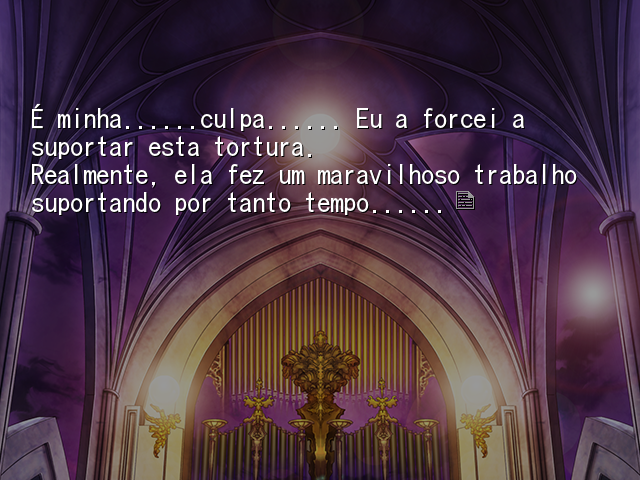 É minha......culpa...... Eu a forcei a
suportar esta tortura.
Realmente, ela fez um maravilhoso trabalho
suportando por tanto tempo......